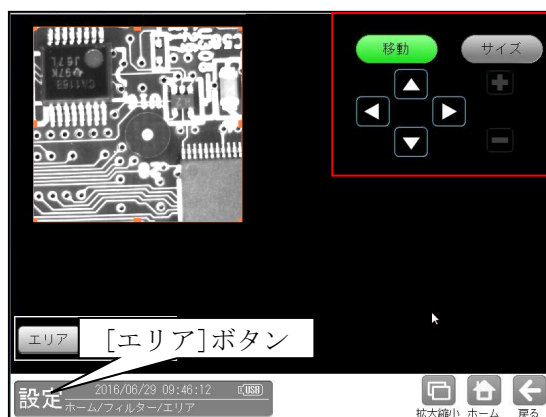 移動
サイズ
エリア
[エリア]ボタン
設定
2016/06/29 09:46:12
USB
ホーム/フィルター/エリア
拡大縮小
ホーム
戻る